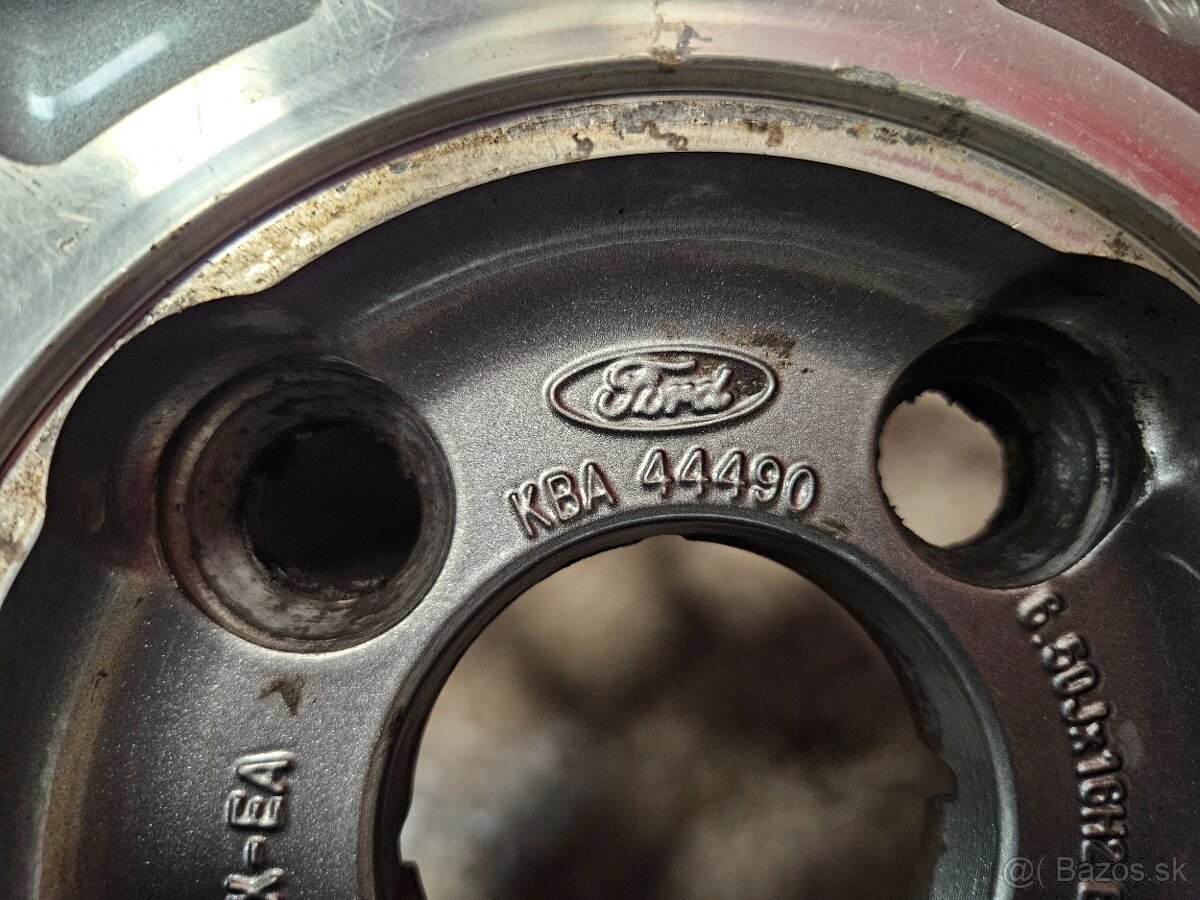 Ford
KBA 44490
6.50Jx16H2
K-EA
@( Bazos.sk